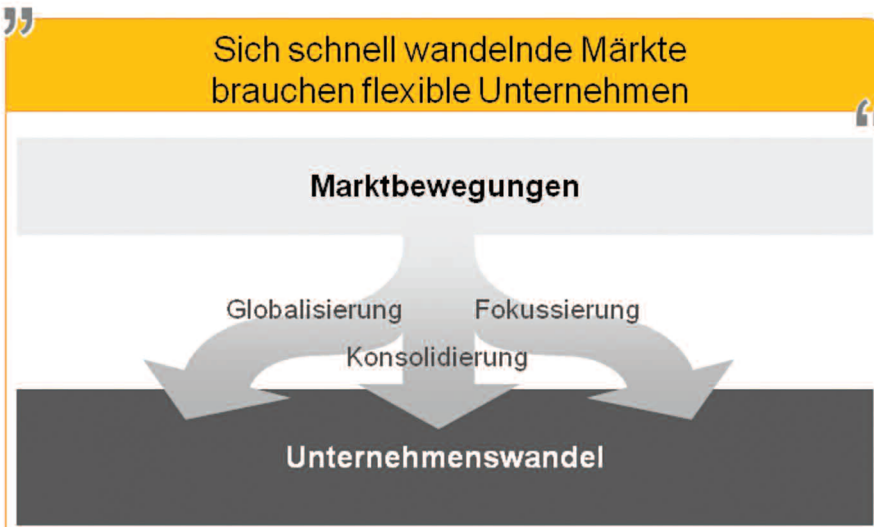 ”
Sich schnell wandelnde Märkte
brauchen flexible Unternehmen
“
Marktbewegungen
Globalisierung Fokussierung
Konsolidierung
Unternehmenswandel